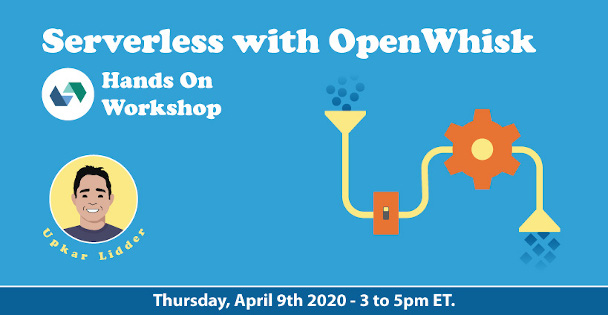 Serverless with OpenWhisk
Hands On
Workshop
Upkar Lidder
Thursday, April 9th 2020 - 3 to 5pm ET.